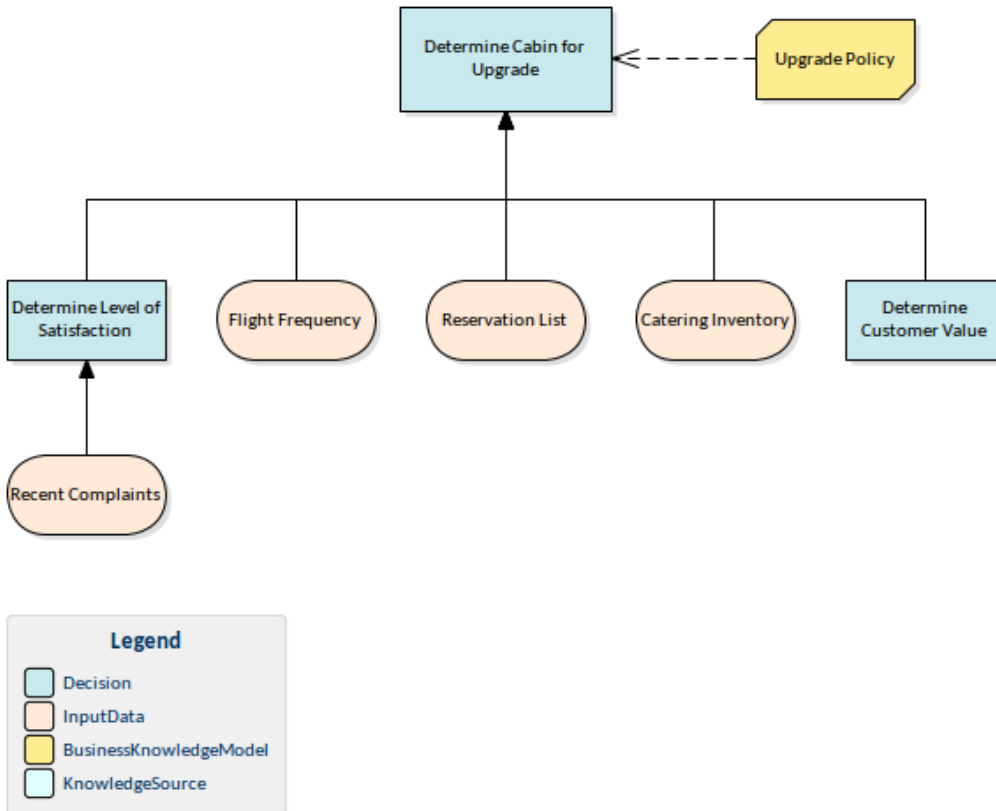 Determine Cabin for
Upgrade
Upgrade Policy
Determine Level of
Satisfaction
Flight Frequency
Reservation List
Catering Inventory
Determine
Customer Value
Recent Complaints
Legend
Decision
InputData
BusinessKnowledgeModel
KnowledgeSource